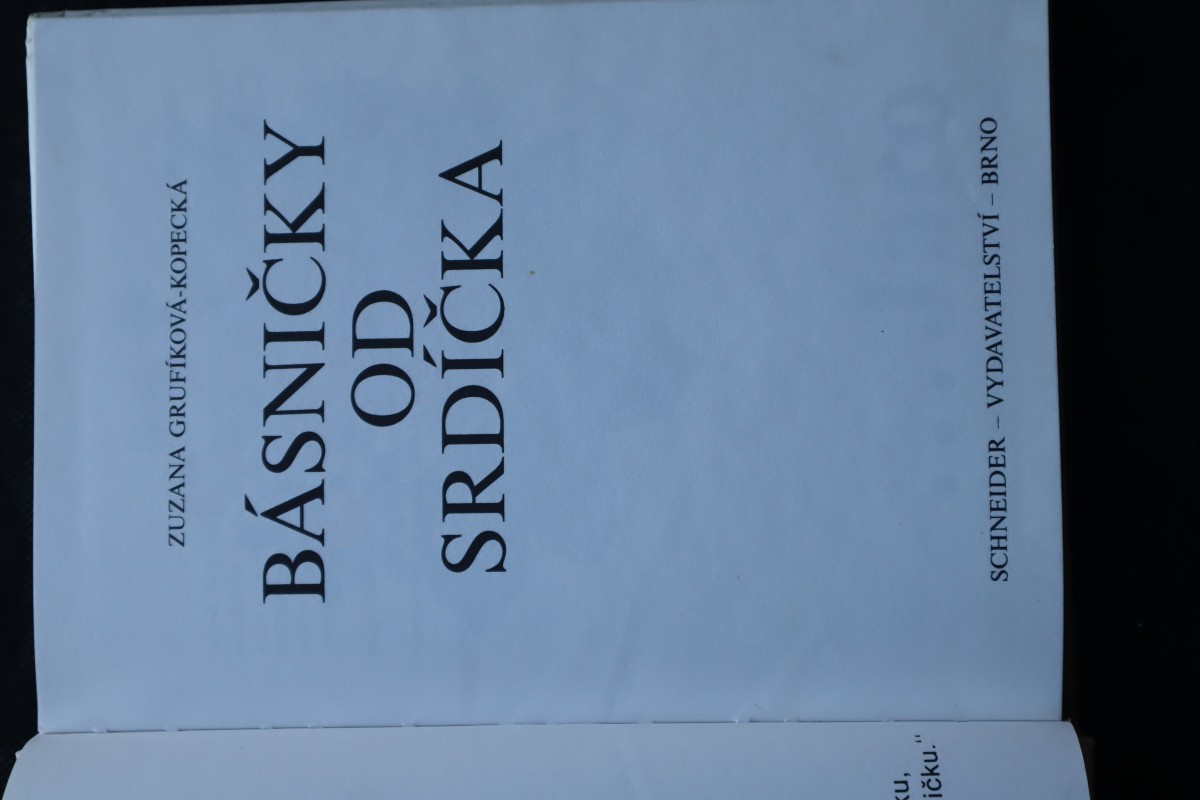 ZUZANA GRUFÍKOVÁ-KOPECKÁ
BÁSNIČKY
OD
SRDÍČKA
SCHNEIDER – VYDAVATELSTVÍ – BRNO